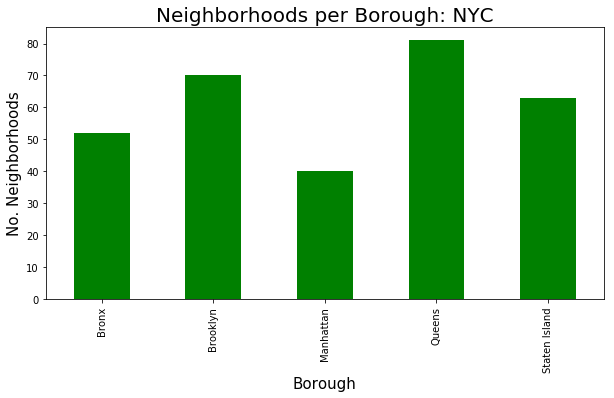 Neighborhoods per Borough: NYC
No. Neighborhoods
80
70
60
50
40
30
20
10
0
Bronx
Brooklyn
Manhattan
Queens
Staten Island
Borough